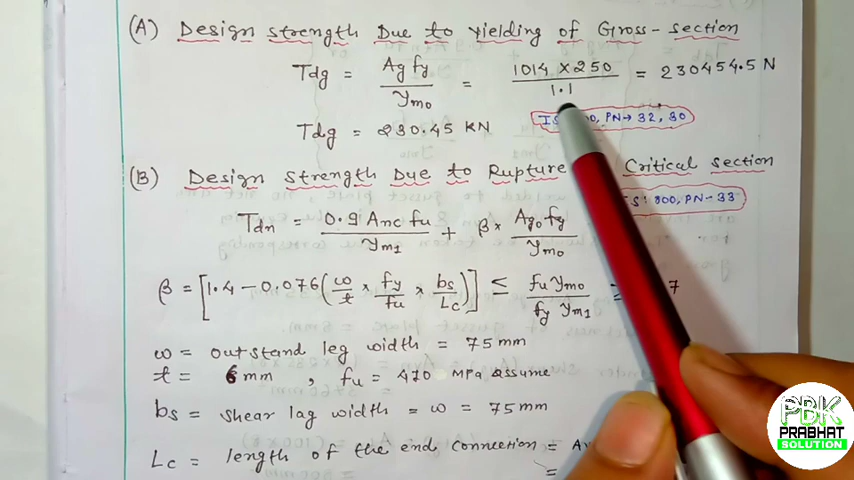 (A) Design strength Due to yielding of Gross-section
Tdg = Ag fy / γm0 = 1014 × 250 / 1.1 = 230454.5 N
Tdg = 230.45 KN
00, PN→ 32, 30
(B) Design strength Due to Rupture Critical section
: 800, PN-33
Tdn = 0.9 Anc fu / γm1 + β × Ago fy / γm0
β = [1.4 - 0.076 (w/t × fy/fu × bs/Lc)] ≤ fu γm0 / fy γm1 = 7
w = outstand leg width = 75 mm
t = 6 mm , fu = 410 MPa assume
bs = shear lag width = w = 75 mm
Lc = length of the end connection =
=
PBK
PRABHAT
SOLUTION